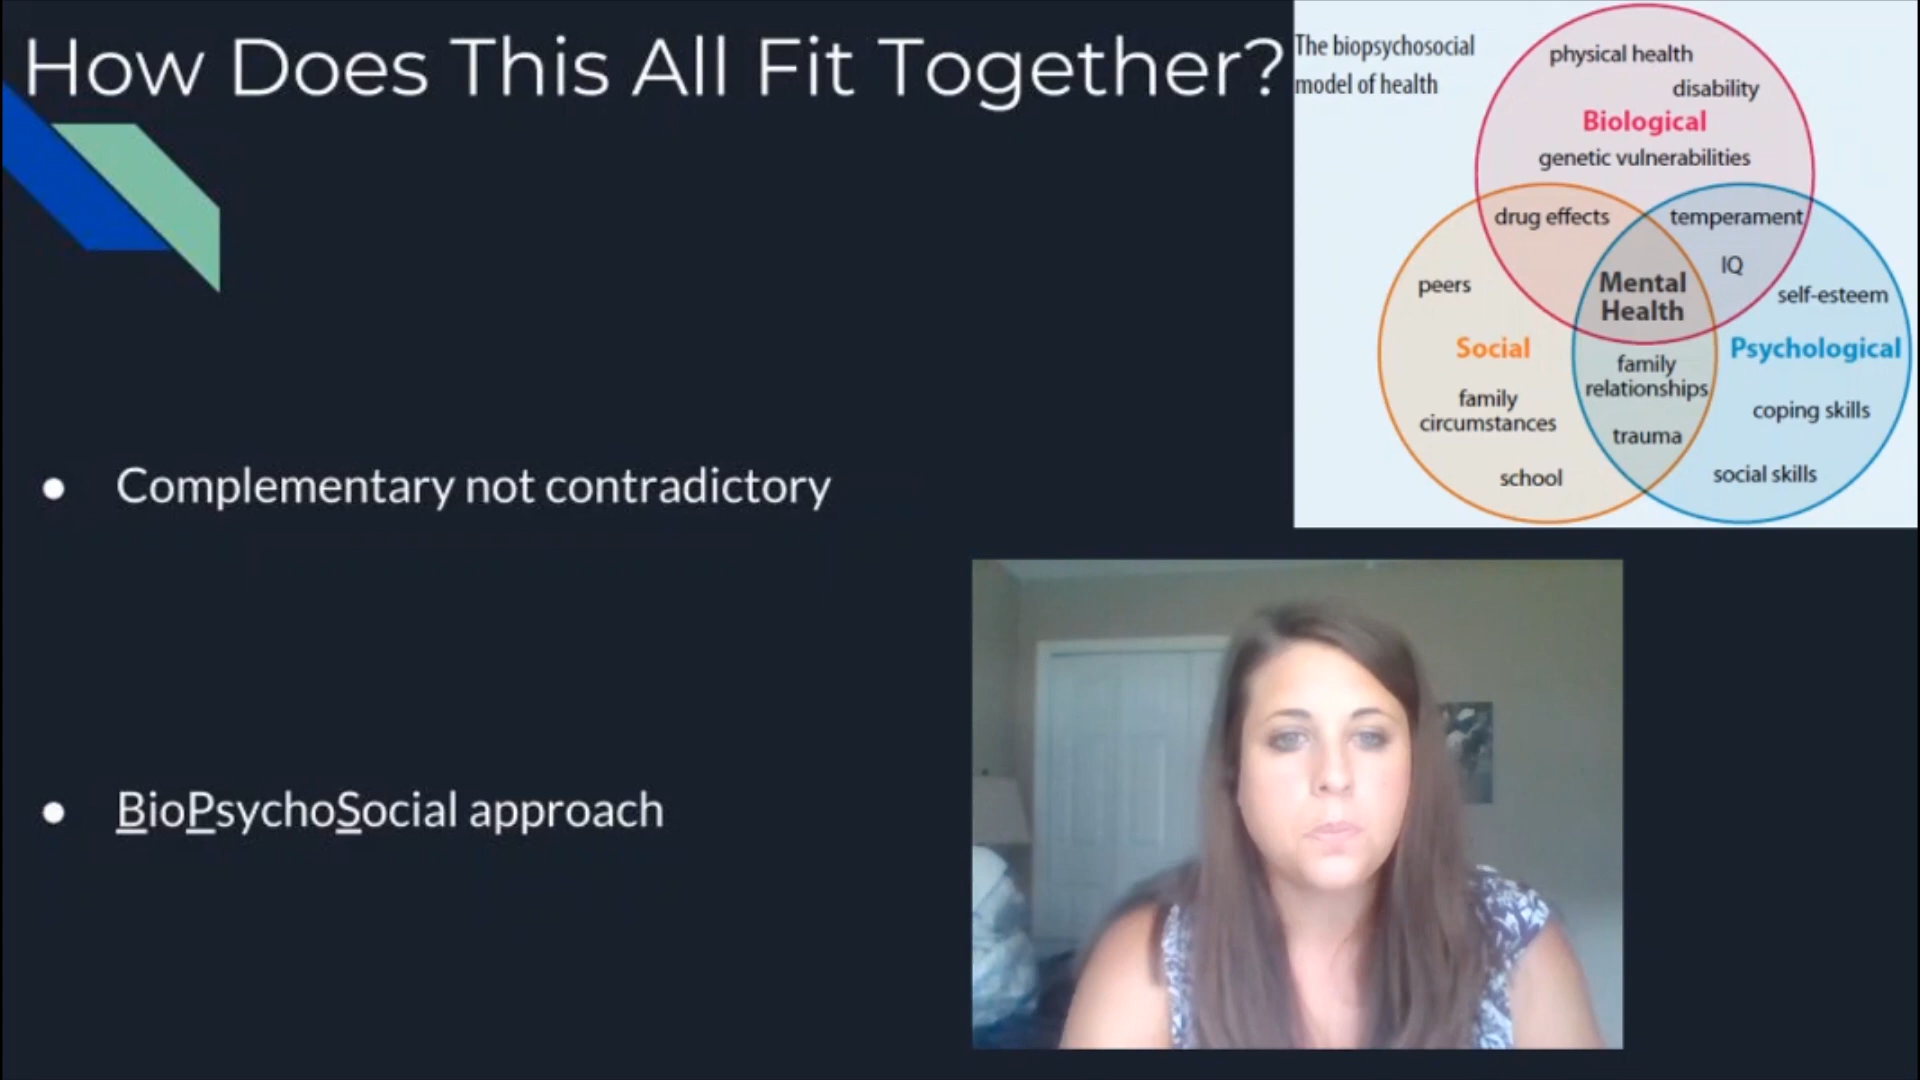 How Does This All Fit Together?
The biopsychosocial
model of health
physical health
disability
Biological
genetic vulnerabilities
drug effects
temperament
IQ
peers
Mental
Health
self-esteem
Social
Psychological
family
relationships
family
circumstances
coping skills
trauma
school
social skills
• Complementary not contradictory
• BioPsychoSocial approach